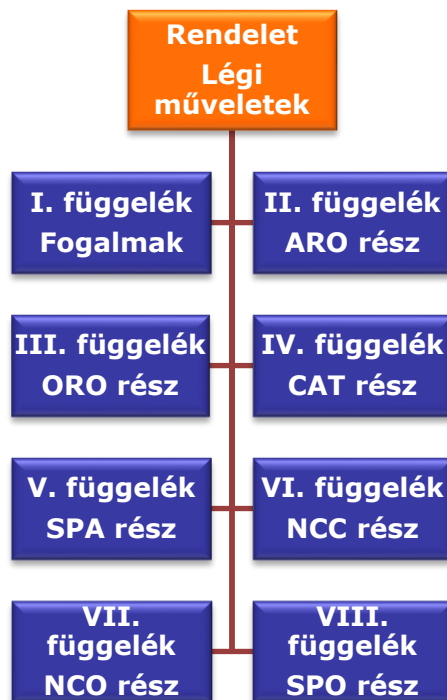 Rendelet
Légi
műveletek
I. függelék
Fogalmak
II. függelék
ARO rész
III. függelék
ORO rész
IV. függelék
CAT rész
V. függelék
SPA rész
VI. függelék
NCC rész
VII.
függelék
NCO rész
VIII.
függelék
SPO rész